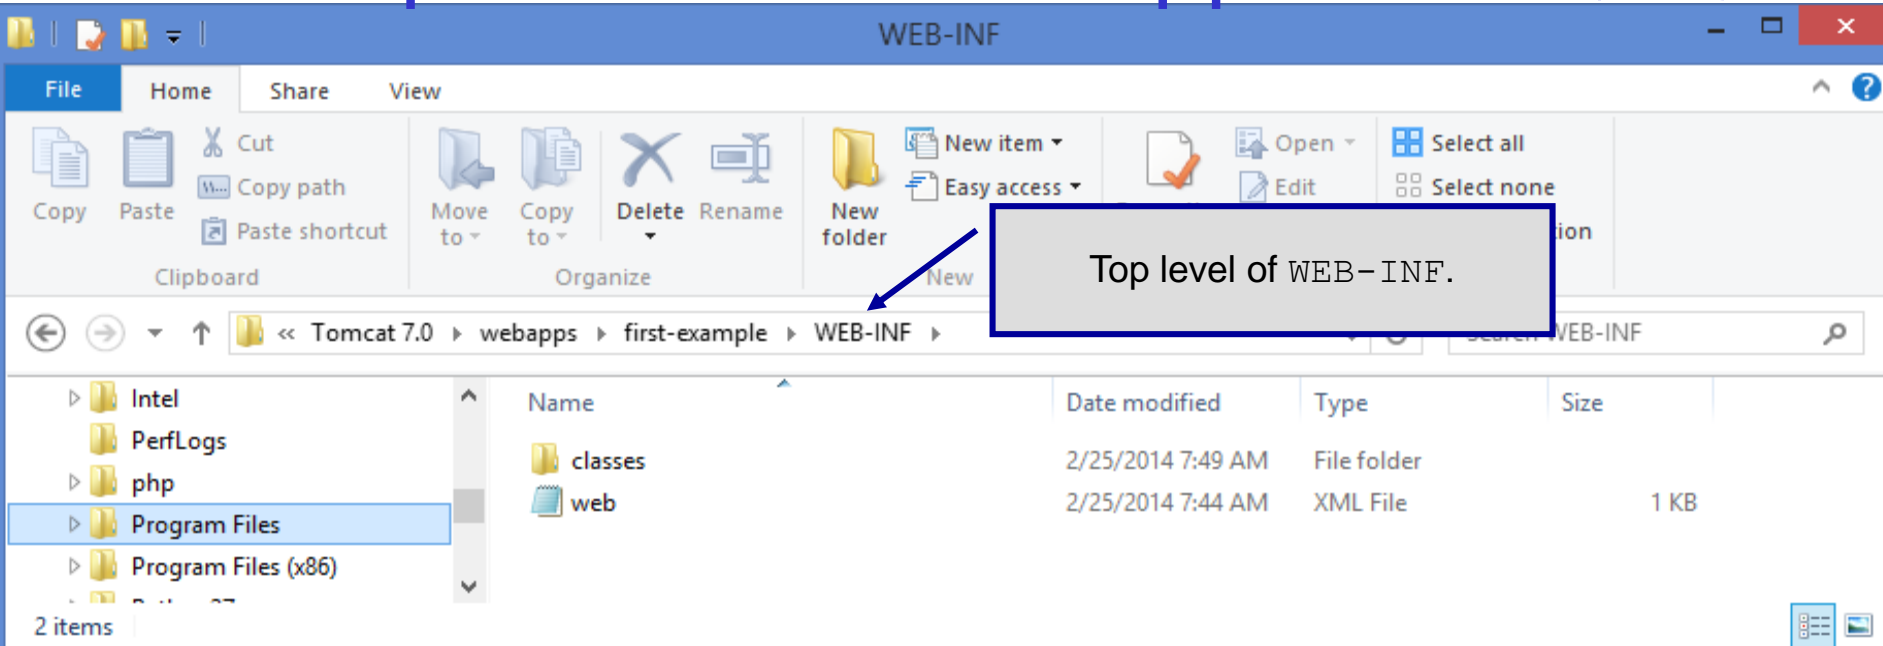 WEB-INF
File Home Share View
Copy
Paste
Cut
Copy path
Paste shortcut
Clipboard
Move to
Copy to
Delete
Rename
Organize
New folder
New item
Easy access
New
Open
Edit
Select all
Select none
Top level of WEB-INF.
« Tomcat 7.0 webapps first-example WEB-INF
WEB-INF
Intel
PerfLogs
php
Program Files
Program Files (x86)
Name Date modified Type Size
classes 2/25/2014 7:49 AM File folder
web 2/25/2014 7:44 AM XML File 1 KB
2 items